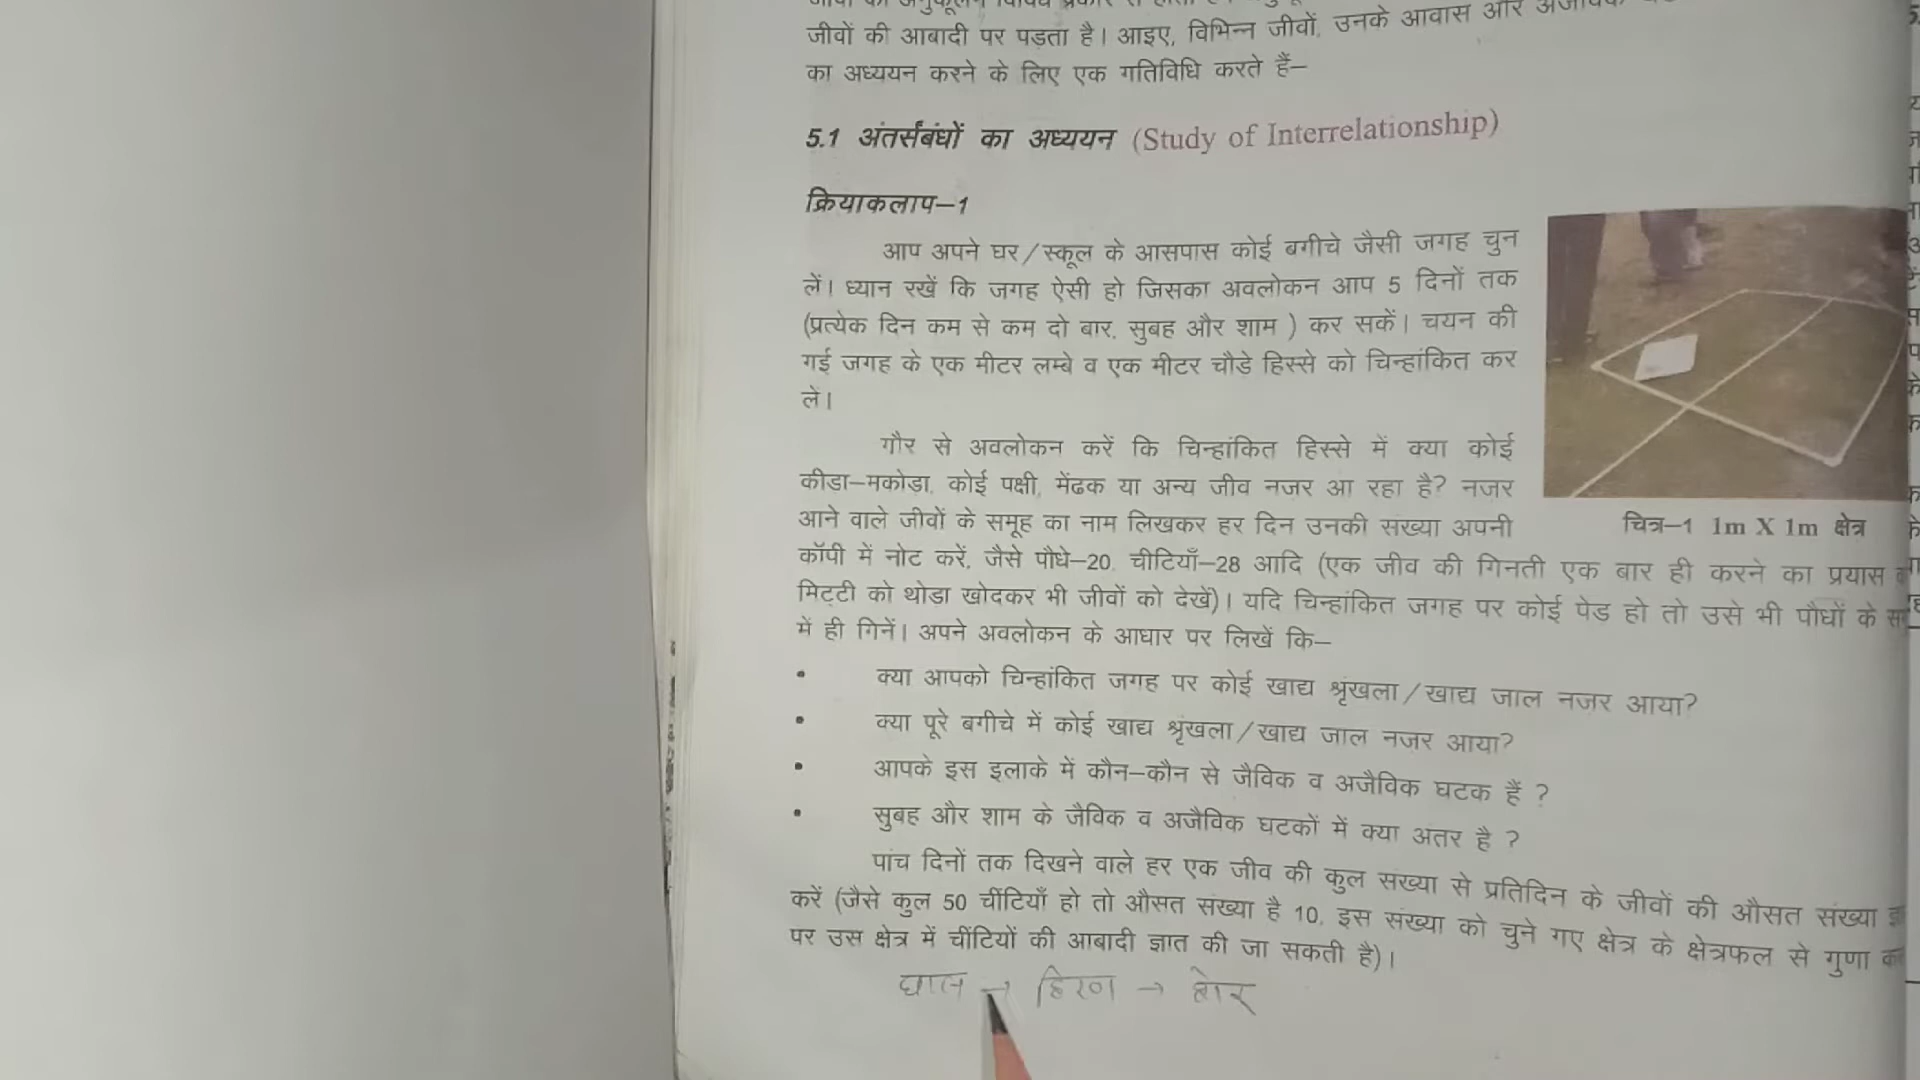 जीवों की आबादी पर पड़ता है। आइए, विभिन्न जीवों, उनके आवास और
का अध्ययन करने के लिए एक गतिविधि करते हैं–
5.1 अंतर्संबंधों का अध्ययन (Study of Interrelationship)
क्रियाकलाप–1
आप अपने घर/स्कूल के आसपास कोई बगीचे जैसी जगह चुन
लें। ध्यान रखें कि जगह ऐसी हो जिसका अवलोकन आप 5 दिनों तक
(प्रत्येक दिन कम से कम दो बार, सुबह और शाम ) कर सकें। चयन की
गई जगह के एक मीटर लम्बे व एक मीटर चौड़े हिस्से को चिन्हांकित कर
लें।
गौर से अवलोकन करें कि चिन्हांकित हिस्से में क्या कोई
कीड़ा–मकोड़ा, कोई पक्षी, मेंढक या अन्य जीव नजर आ रहा है? नजर
आने वाले जीवों के समूह का नाम लिखकर हर दिन उनकी संख्या अपनी
चित्र–1 1m X 1m क्षेत्र
कॉपी में नोट करें, जैसे पौधे–20, चीटियाँ–28 आदि (एक जीव की गिनती एक बार ही करने का प्रयास
मिट्टी को थोड़ा खोदकर भी जीवों को देखें)। यदि चिन्हांकित जगह पर कोई पेड़ हो तो उसे भी पौधों के
में ही गिनें। अपने अवलोकन के आधार पर लिखें कि–
• क्या आपको चिन्हांकित जगह पर कोई खाद्य श्रृंखला/खाद्य जाल नजर आया?
• क्या पूरे बगीचे में कोई खाद्य श्रृंखला/खाद्य जाल नजर आया?
• आपके इस इलाके में कौन–कौन से जैविक व अजैविक घटक हैं ?
• सुबह और शाम के जैविक व अजैविक घटकों में क्या अंतर है ?
पांच दिनों तक दिखने वाले हर एक जीव की कुल संख्या से प्रतिदिन के जीवों की औसत संख्या
करें (जैसे कुल 50 चींटियाँ हो तो औसत संख्या है 10, इस संख्या को चुने गए क्षेत्र के क्षेत्रफल से गुणा
पर उस क्षेत्र में चींटियों की आबादी ज्ञात की जा सकती है)।
घास → हिरण → शेर